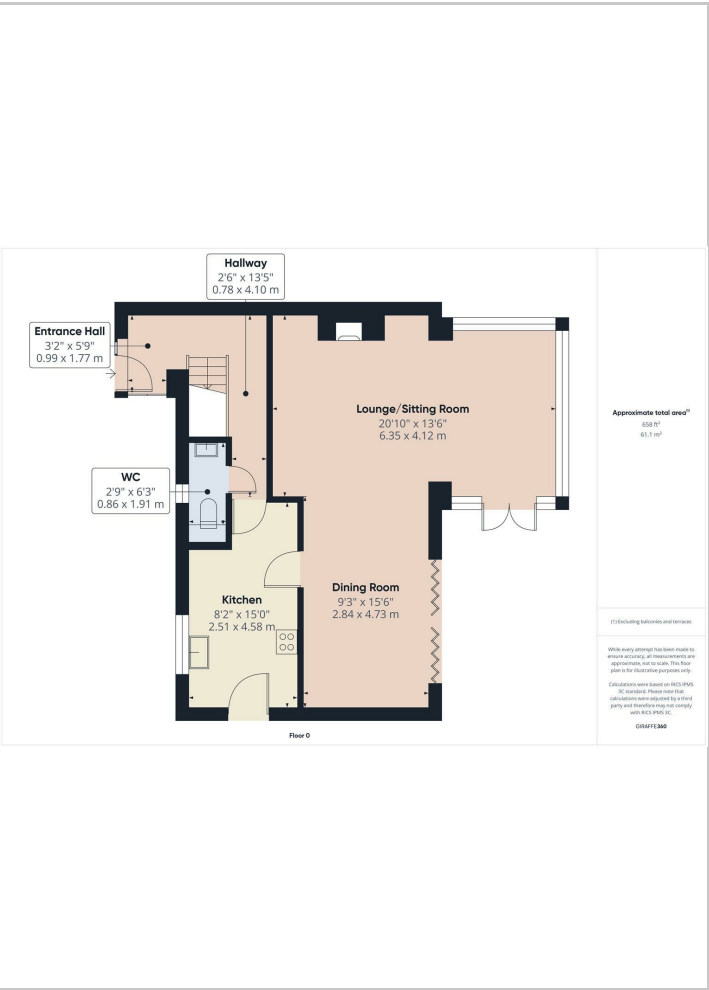 Hallway
2'6" x 13'5"
0.78 x 4.10 m
Entrance Hall
3'2" x 5'9"
0.99 x 1.77 m
Lounge/Sitting Room
20'10" x 13'6"
6.35 x 4.12 m
WC
2'9" x 6'3"
0.86 x 1.91 m
Kitchen
8'2" x 15'0"
2.51 x 4.58 m
Dining Room
9'3" x 15'6"
2.84 x 4.73 m
Floor 0
Approximate total area⁽¹⁾
658 ft²
61.1 m²
(1) Excluding balconies and terraces
While every attempt has been made to
ensure accuracy, all measurements are
approximate, not to scale. This floor
plan is for illustrative purposes only.
Calculations were based on RICS IPMS
3C standard. Please note that
calculations were adjusted by a third
party and therefore may not comply
with RICS IPMS 3C.
GIRAFFE360